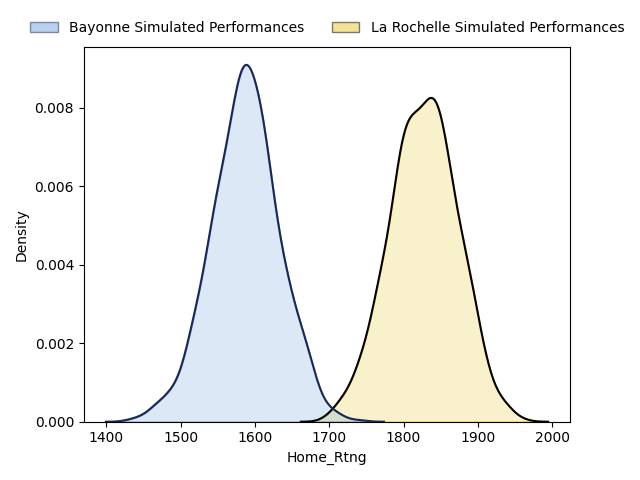 Bayonne Simulated Performances La Rochelle Simulated Performances
0.008
0.006
0.004
0.002
0.000
Density
1400 1500 1600 1700 1800 1900 2000
Home_Rtng